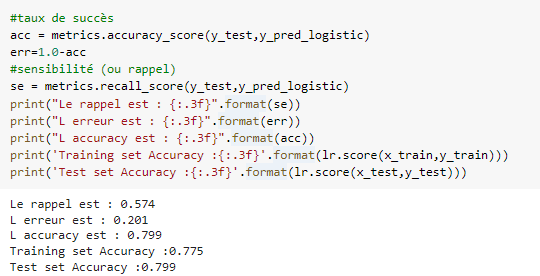 #taux de succès
acc = metrics.accuracy_score(y_test,y_pred_logistic)
err=1.0-acc
#sensibilité (ou rappel)
se = metrics.recall_score(y_test,y_pred_logistic)
print("Le rappel est : {:.3f}".format(se))
print("L erreur est : {:.3f}".format(err))
print("L accuracy est : {:.3f}".format(acc))
print('Training set Accuracy :{:.3f}'.format(lr.score(x_train,y_train)))
print('Test set Accuracy :{:.3f}'.format(lr.score(x_test,y_test)))
Le rappel est : 0.574
L erreur est : 0.201
L accuracy est : 0.799
Training set Accuracy :0.775
Test set Accuracy :0.799